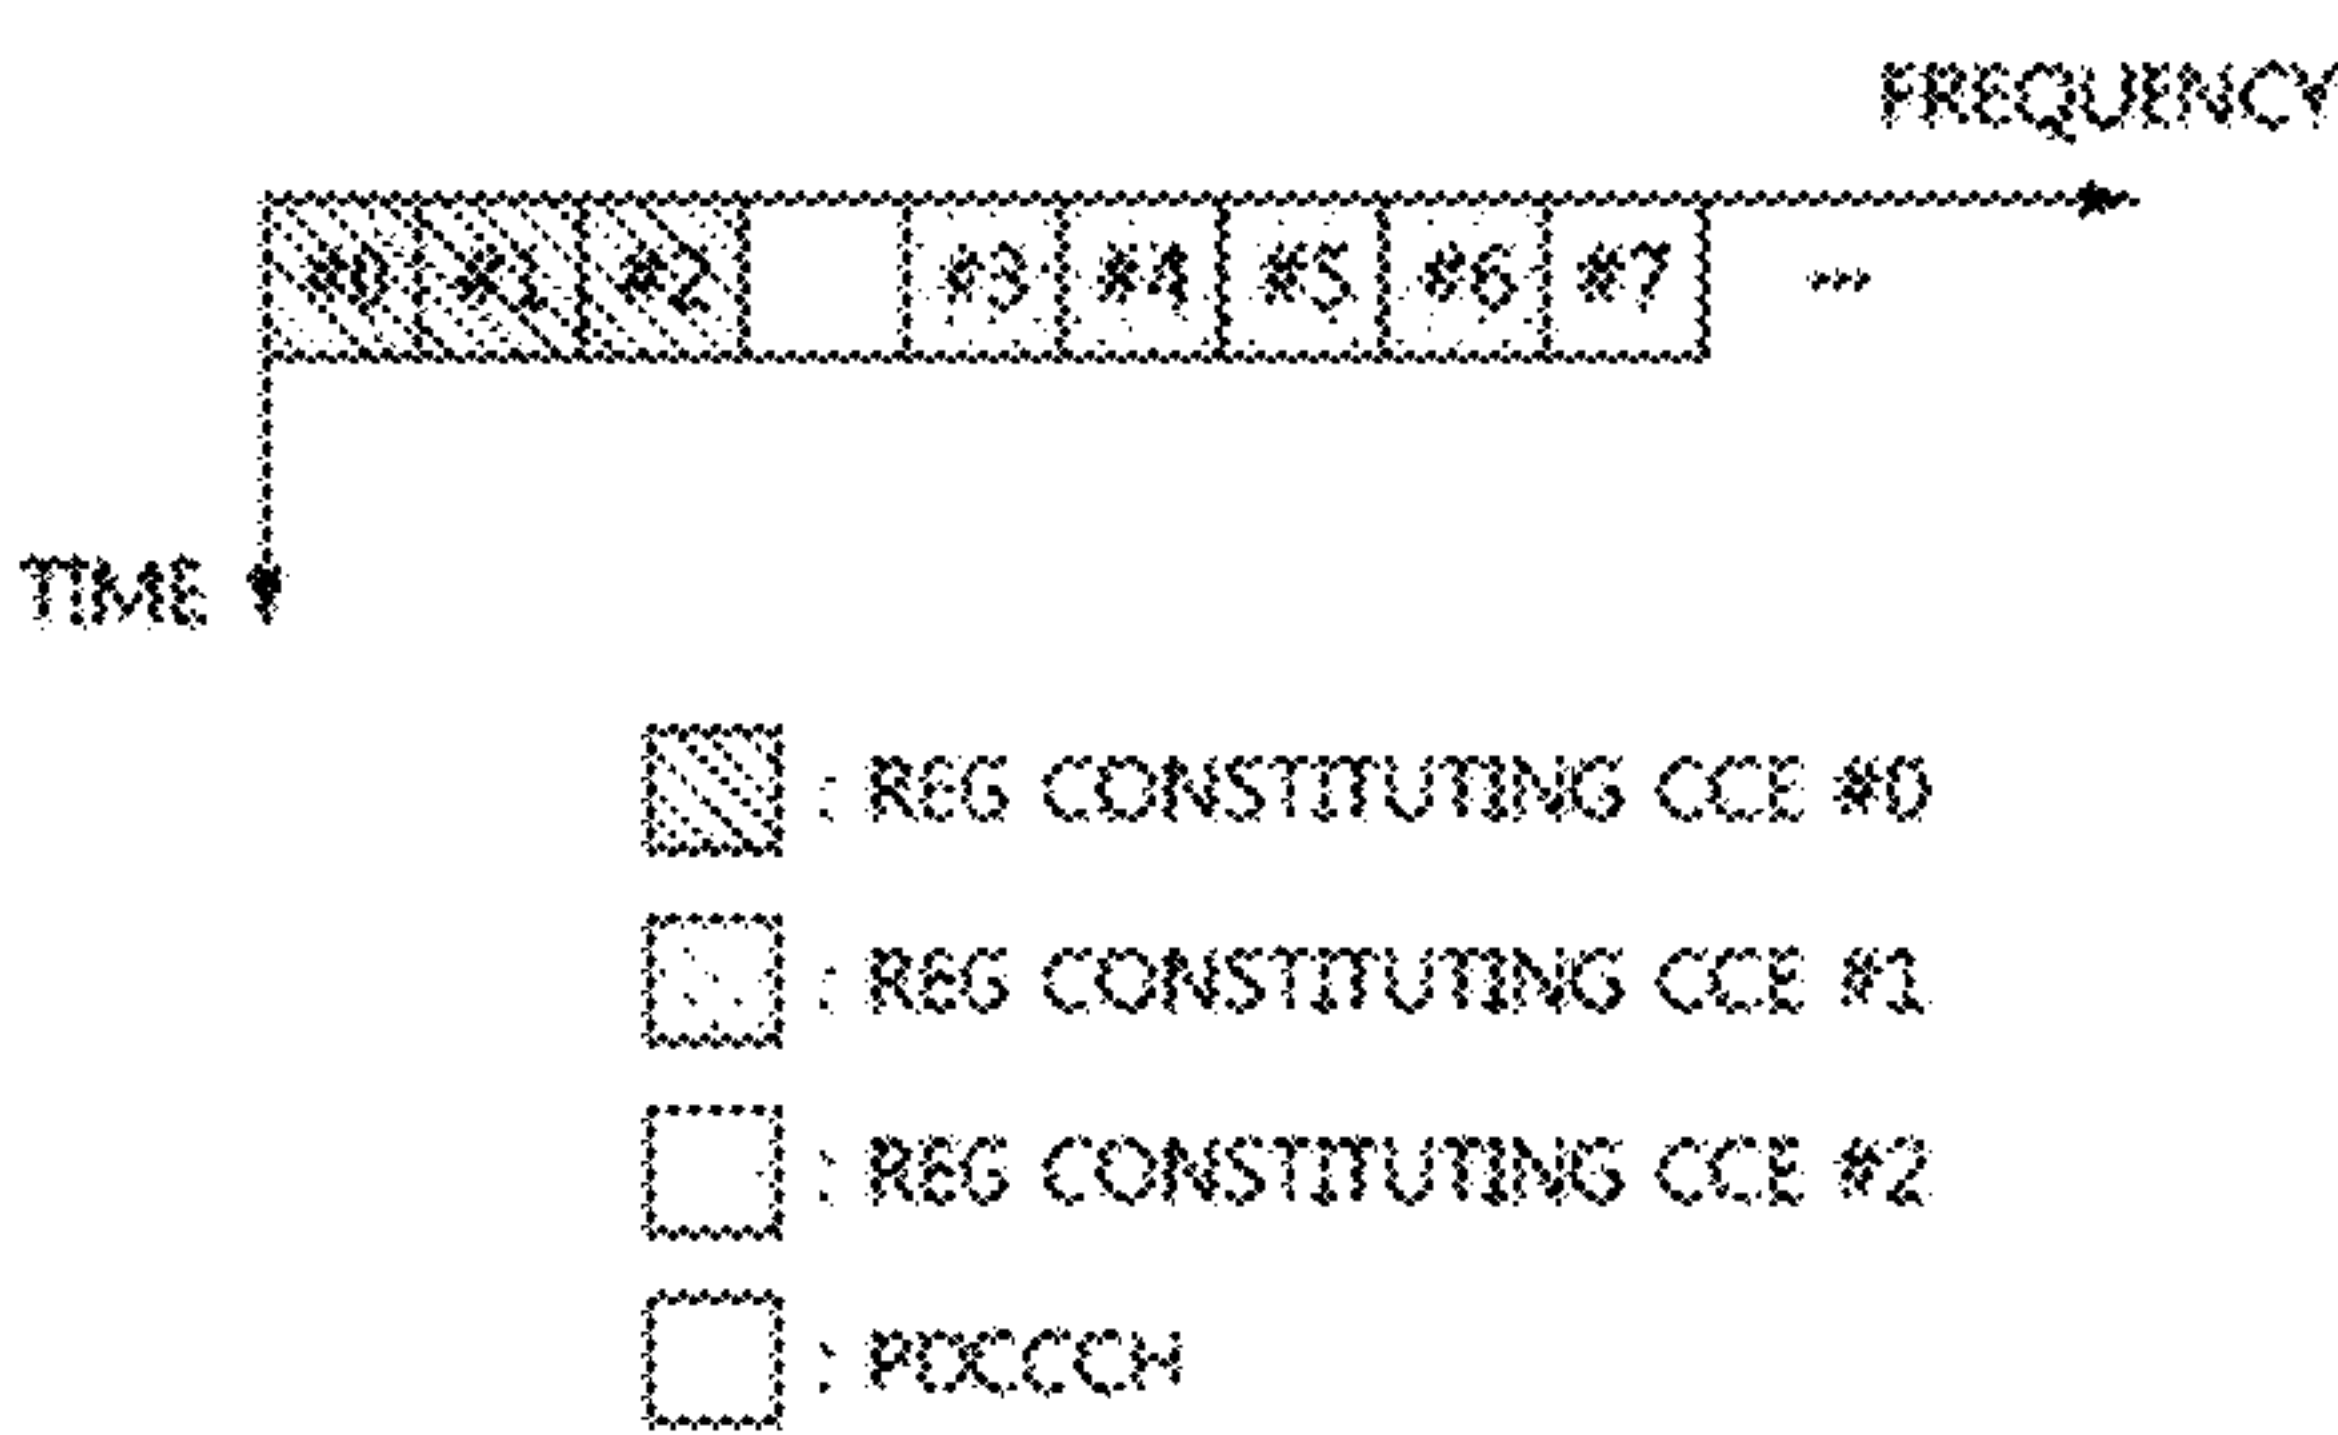 FREQUENCY
#0 #1 #2 #3 #4 #5 #6 #7 ...
TIME
: REG CONSTITUTING CCE #0
: REG CONSTITUTING CCE #1
: REG CONSTITUTING CCE #2
: PDCCCH